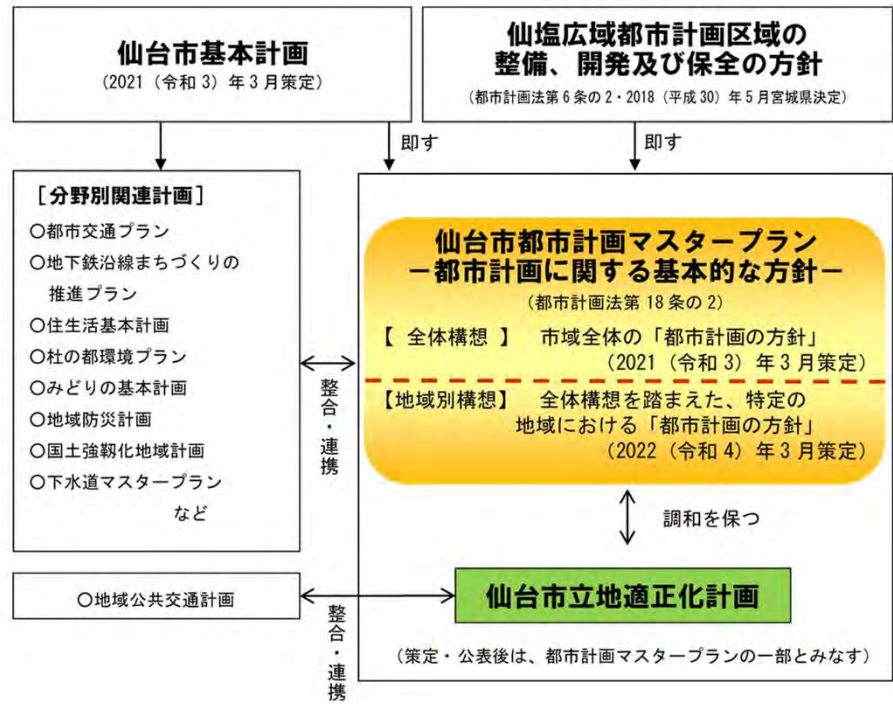 仙台市基本計画
（2021（令和3）年3月策定）
仙塩広域都市計画区域の
整備、開発及び保全の方針
（都市計画法第6条の2・2018（平成30）年5月宮城県決定）
即す
即す
［分野別関連計画］
○都市交通プラン
○地下鉄沿線まちづくりの
推進プラン
○住生活基本計画
○杜の都環境プラン
○みどりの基本計画
○地域防災計画
○国土強靱化地域計画
○下水道マスタープラン
など
整合・連携
仙台市都市計画マスタープラン
－都市計画に関する基本的な方針－
（都市計画法第18条の2）
【 全体構想 】 市域全体の「都市計画の方針」
（2021（令和3）年3月策定）
【地域別構想】 全体構想を踏まえた、特定の
地域における「都市計画の方針」
（2022（令和4）年3月策定）
調和を保つ
○地域公共交通計画
整合・連携
仙台市立地適正化計画
（策定・公表後は、都市計画マスタープランの一部とみなす）